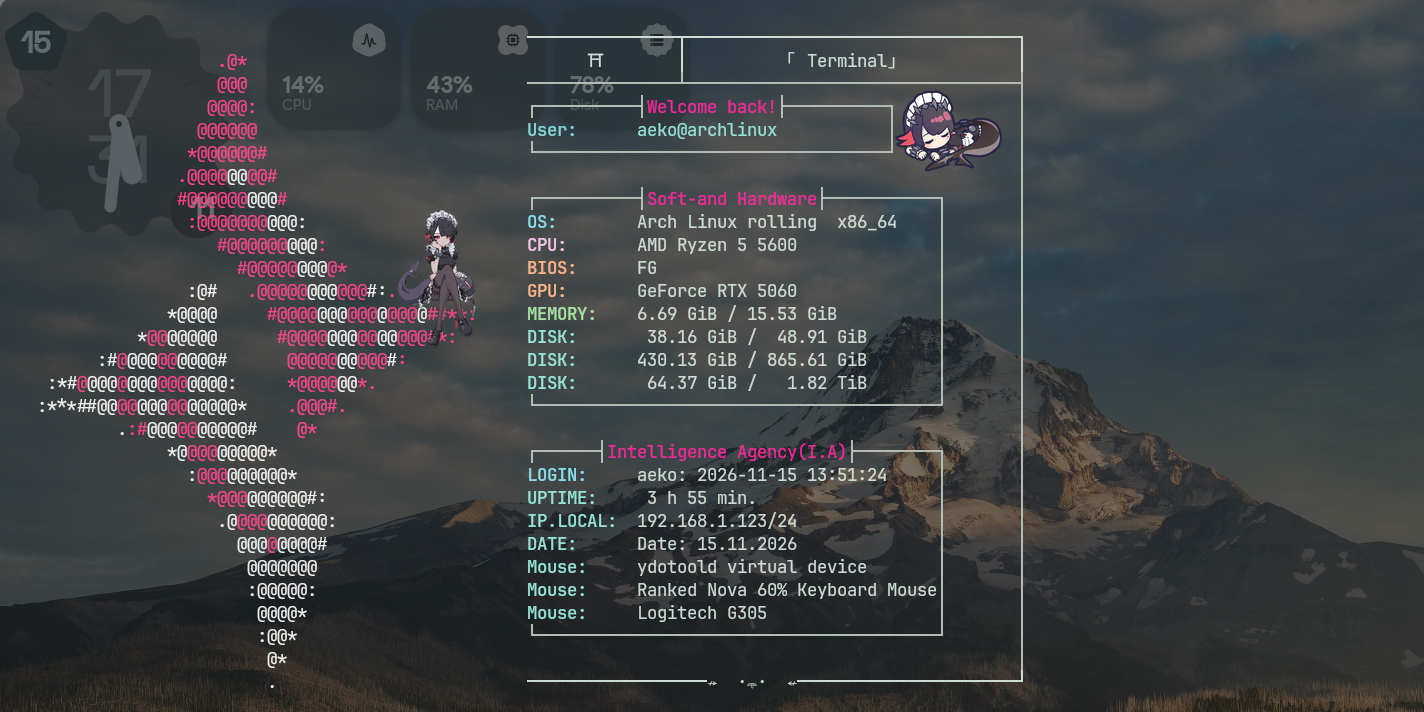 15
17
31
14%
CPU
43%
RAM
78%
Disk
「 Terminal」
Welcome back!
User: aeko@archlinux
Soft-and Hardware
OS: Arch Linux rolling x86_64
CPU: AMD Ryzen 5 5600
BIOS: FG
GPU: GeForce RTX 5060
MEMORY: 6.69 GiB / 15.53 GiB
DISK: 38.16 GiB / 48.91 GiB
DISK: 430.13 GiB / 865.61 GiB
DISK: 64.37 GiB / 1.82 TiB
Intelligence Agency(I.A)
LOGIN: aeko: 2026-11-15 13:51:24
UPTIME: 3 h 55 min.
IP.LOCAL: 192.168.1.123/24
DATE: Date: 15.11.2026
Mouse: ydotoold virtual device
Mouse: Ranked Nova 60% Keyboard Mouse
Mouse: Logitech G305